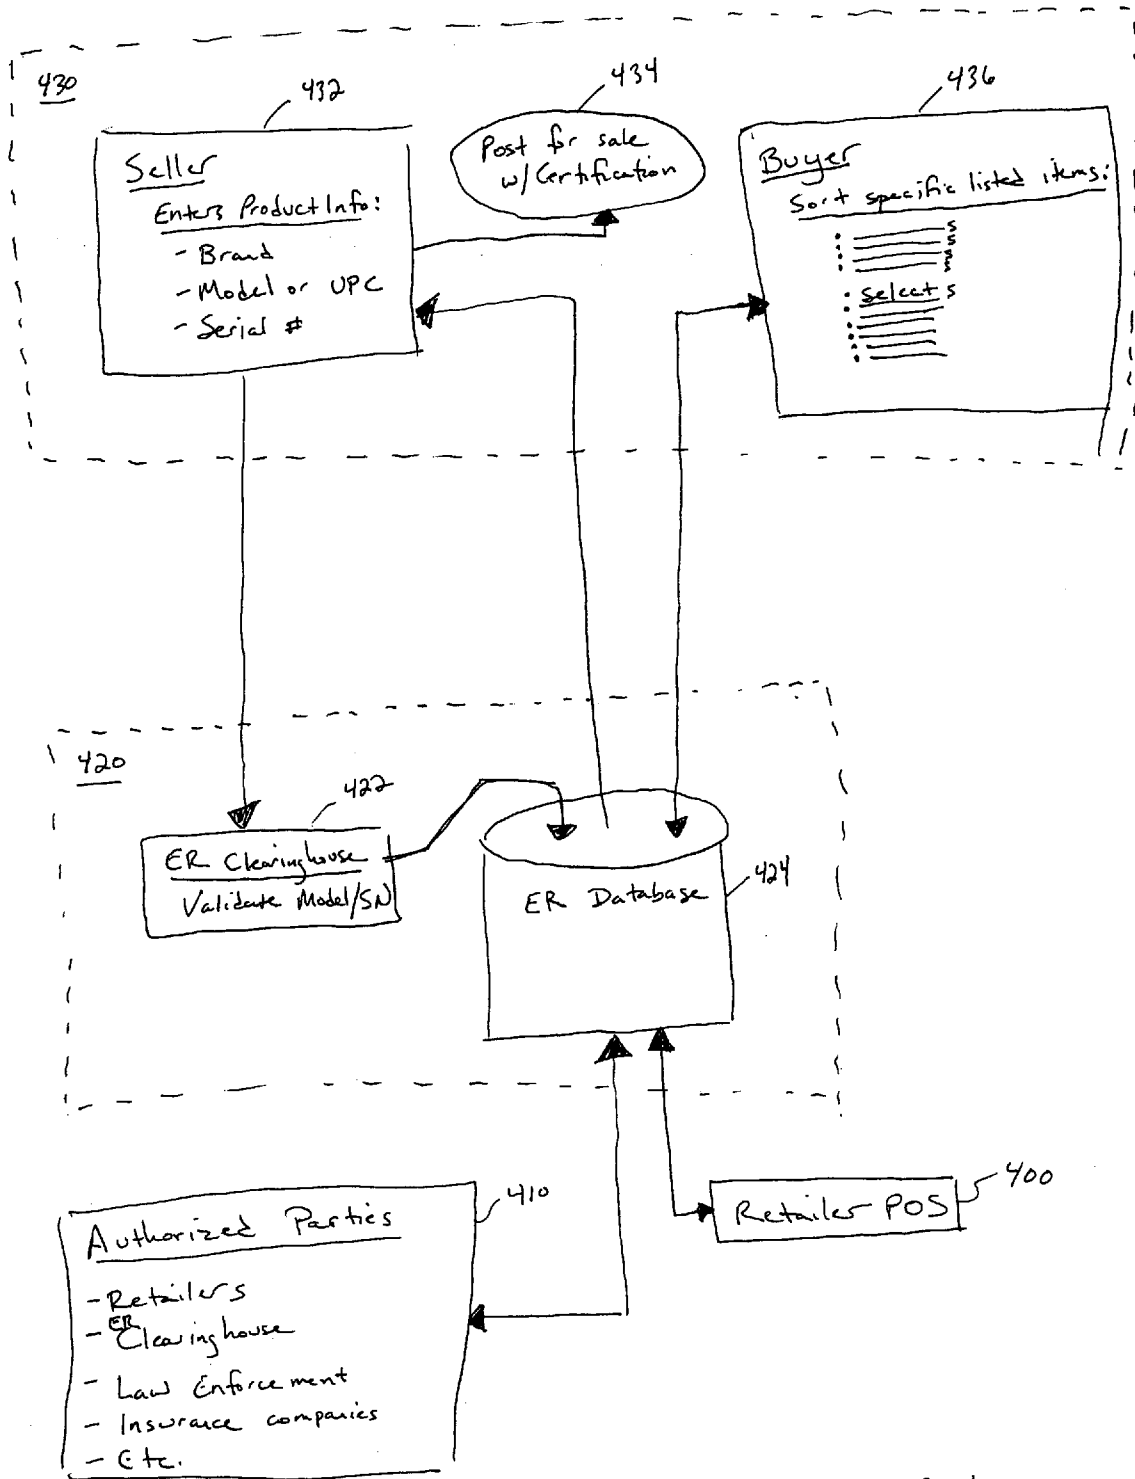 430
432
Seller
Enters Product Info:
- Brand
- Model or UPC
- Serial #
434
Post for sale
w/Certification
436
Buyer
Sort specific listed items:
s
s
s
s
select s
420
422
ER Clearinghouse
Validate Model/SN
424
ER Database
410
Authorized Parties
- Retailers
- ER Clearinghouse
- Law Enforcement
- Insurance companies
- Etc.
400
Retailer POS